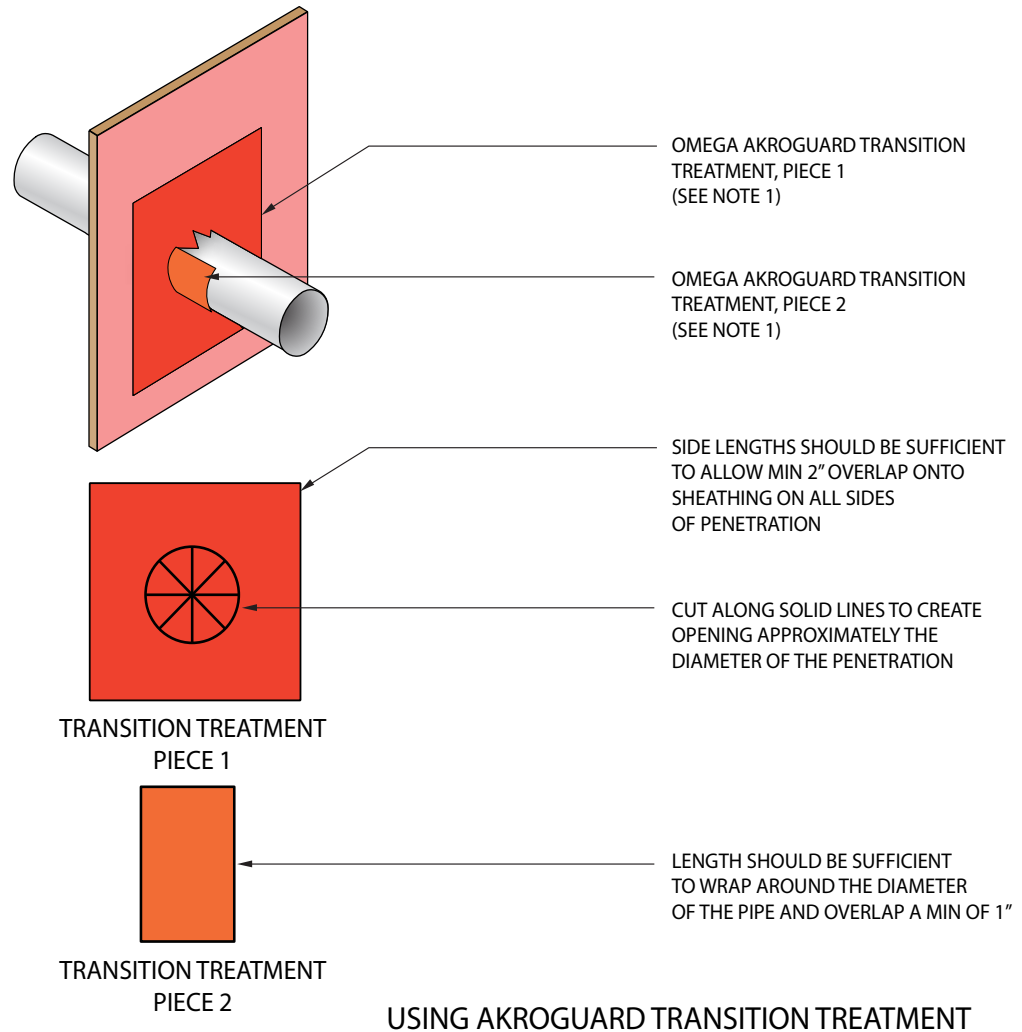 OMEGA AKROGUARD TRANSITION
TREATMENT, PIECE 1
(SEE NOTE 1)
OMEGA AKROGUARD TRANSITION
TREATMENT, PIECE 2
(SEE NOTE 1)
SIDE LENGTHS SHOULD BE SUFFICIENT
TO ALLOW MIN 2” OVERLAP ONTO
SHEATHING ON ALL SIDES
OF PENETRATION
CUT ALONG SOLID LINES TO CREATE
OPENING APPROXIMATELY THE
DIAMETER OF THE PENETRATION
TRANSITION TREATMENT
PIECE 1
LENGTH SHOULD BE SUFFICIENT
TO WRAP AROUND THE DIAMETER
OF THE PIPE AND OVERLAP A MIN OF 1”
TRANSITION TREATMENT
PIECE 2
USING AKROGUARD TRANSITION TREATMENT